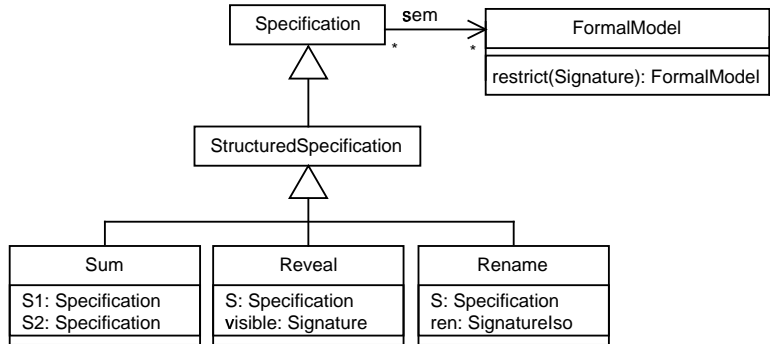 Specification
sem
FormalModel
*
*
restrict(Signature): FormalModel
StructuredSpecification
Sum
S1: Specification
S2: Specification
Reveal
S: Specification
visible: Signature
Rename
S: Specification
ren: SignatureIso